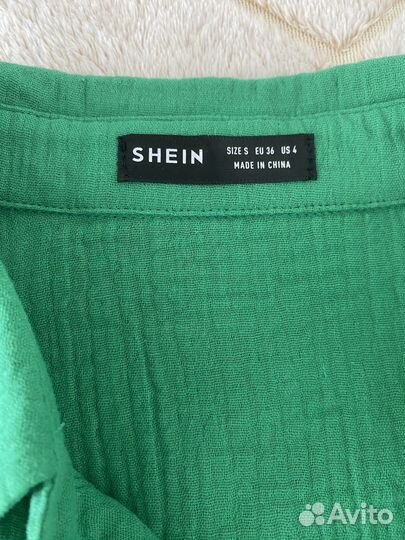 SHEIN
SIZE S EU 36 US 4
MADE IN CHINA
Avito